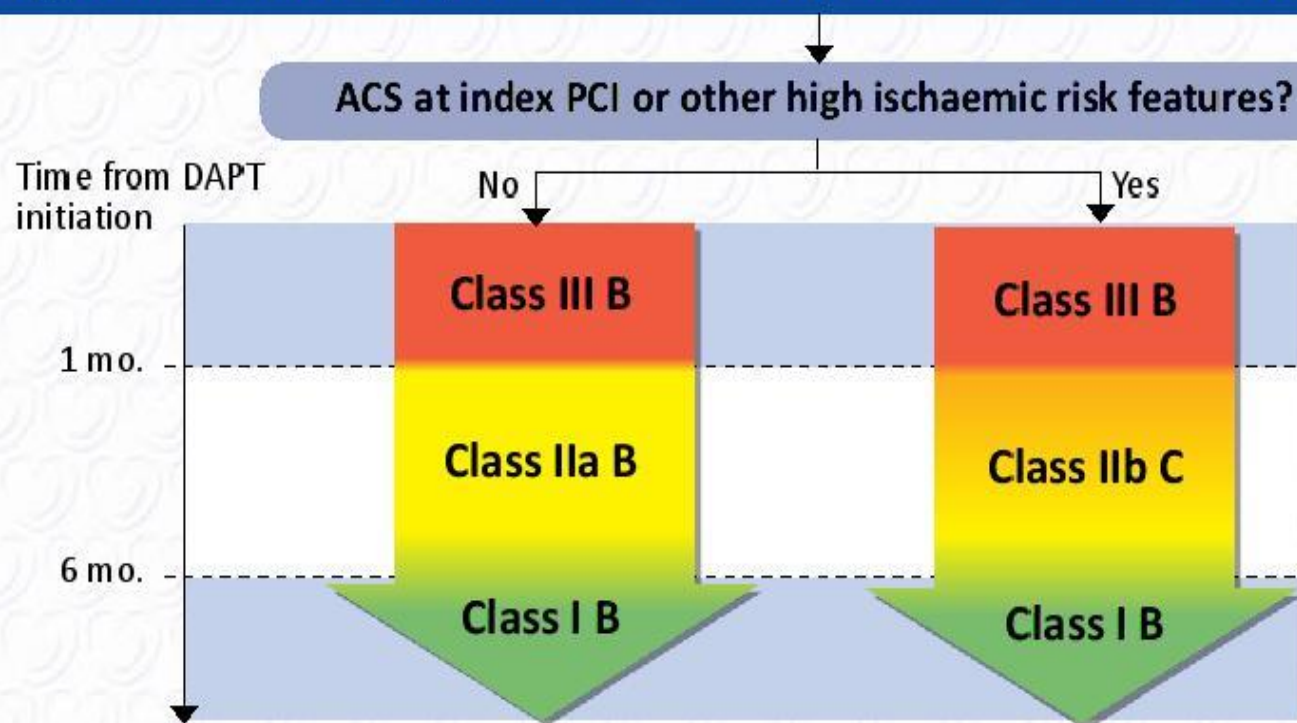 ACS at index PCI or other high ischaemic risk features?
Time from DAPT
initiation
No
Yes
Class III B
Class III B
1 mo.
Class IIa B
Class IIb C
6 mo.
Class I B
Class I B